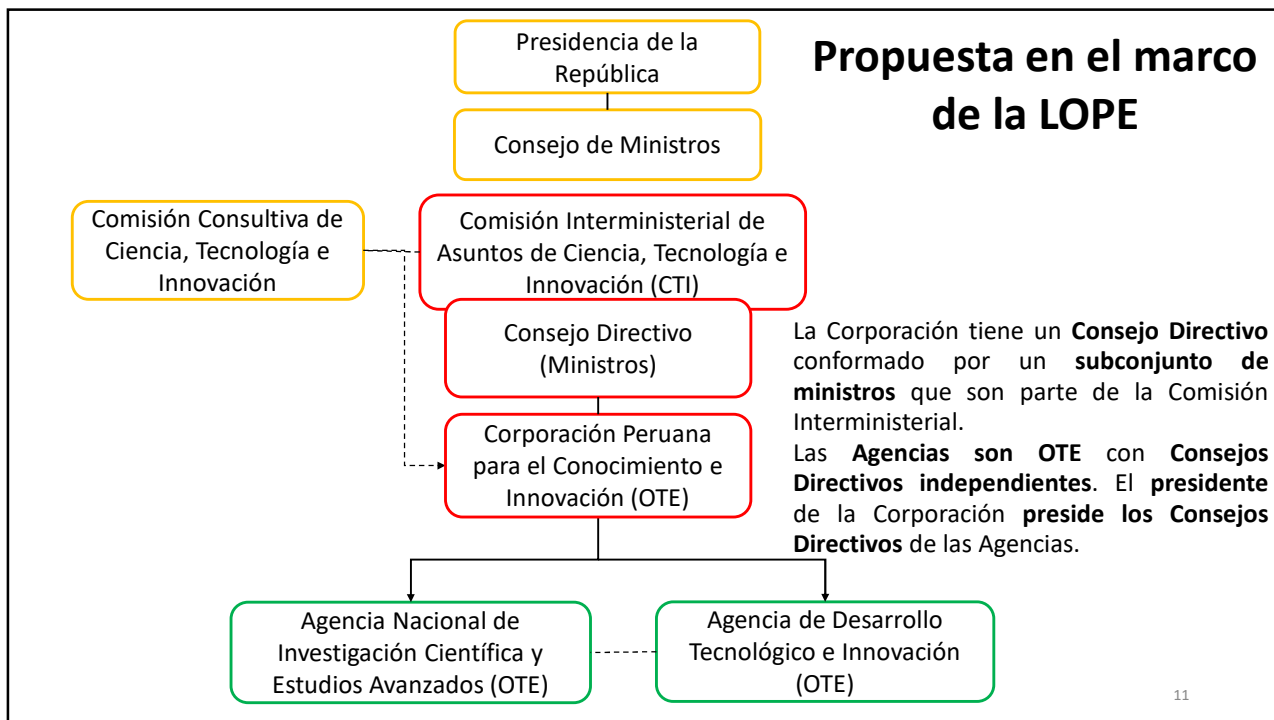 Presidencia de la
República
Propuesta en el marco
de la LOPE
Consejo de Ministros
Comisión Consultiva de
Ciencia, Tecnología e
Innovación
Comisión Interministerial de
Asuntos de Ciencia, Tecnología e
Innovación (CTI)
Consejo Directivo
(Ministros)
La Corporación tiene un Consejo Directivo
conformado por un subconjunto de
ministros que son parte de la Comisión
Interministerial.
Las Agencias son OTE con Consejos
Directivos independientes. El presidente
de la Corporación preside los Consejos
Directivos de las Agencias.
Corporación Peruana
para el Conocimiento e
Innovación (OTE)
Agencia Nacional de
Investigación Científica y
Estudios Avanzados (OTE)
Agencia de Desarrollo
Tecnológico e Innovación
(OTE)
11